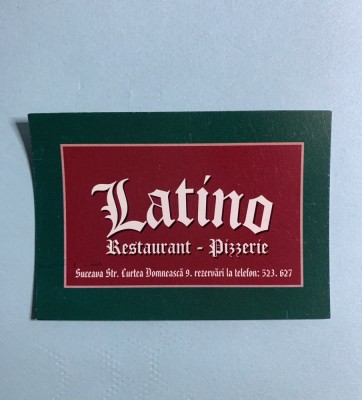 Latino
Restaurant - Pizzerie
Suceava Str. Curtea Domnească 9. rezervări la telefon: 523. 627